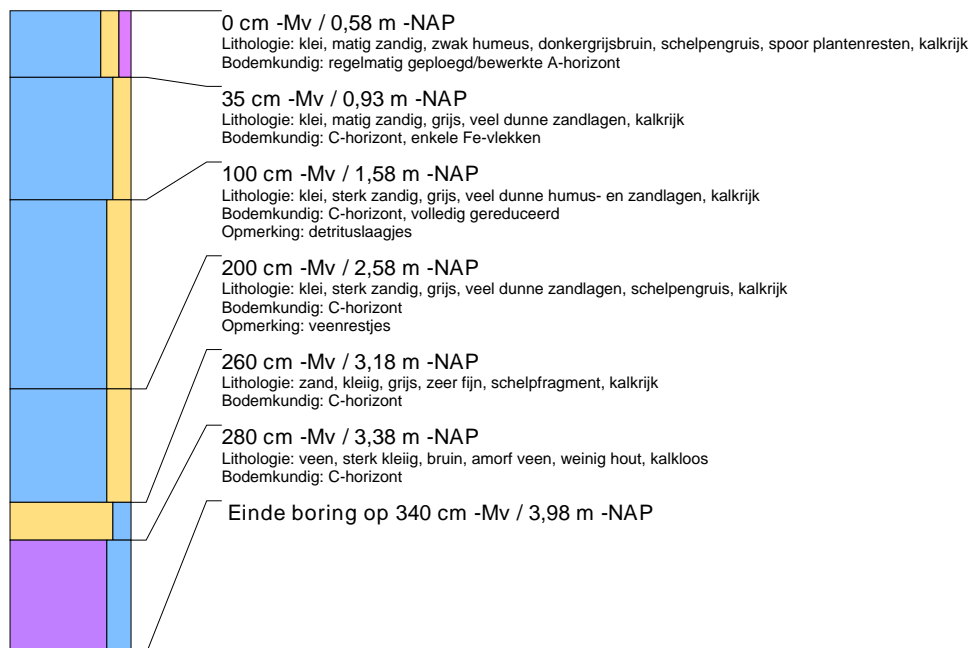 0 cm -Mv / 0,58 m -NAP
Lithologie: klei, matig zandig, zwak humeus, donkergrijsbruin, schelpengruis, spoor plantenresten, kalkrijk
Bodemkundig: regelmatig geploegd/bewerkte A-horizont
35 cm -Mv / 0,93 m -NAP
Lithologie: klei, matig zandig, grijs, veel dunne zandlagen, kalkrijk
Bodemkundig: C-horizont, enkele Fe-vlekken
100 cm -Mv / 1,58 m -NAP
Lithologie: klei, sterk zandig, grijs, veel dunne humus- en zandlagen, kalkrijk
Bodemkundig: C-horizont, volledig gereduceerd
Opmerking: detrituslaagjes
200 cm -Mv / 2,58 m -NAP
Lithologie: klei, sterk zandig, grijs, veel dunne zandlagen, schelpengruis, kalkrijk
Bodemkundig: C-horizont
Opmerking: veenrestjes
260 cm -Mv / 3,18 m -NAP
Lithologie: zand, kleiig, grijs, zeer fijn, schelpfragment, kalkrijk
Bodemkundig: C-horizont
280 cm -Mv / 3,38 m -NAP
Lithologie: veen, sterk kleiig, bruin, amorf veen, weinig hout, kalkloos
Bodemkundig: C-horizont
Einde boring op 340 cm -Mv / 3,98 m -NAP